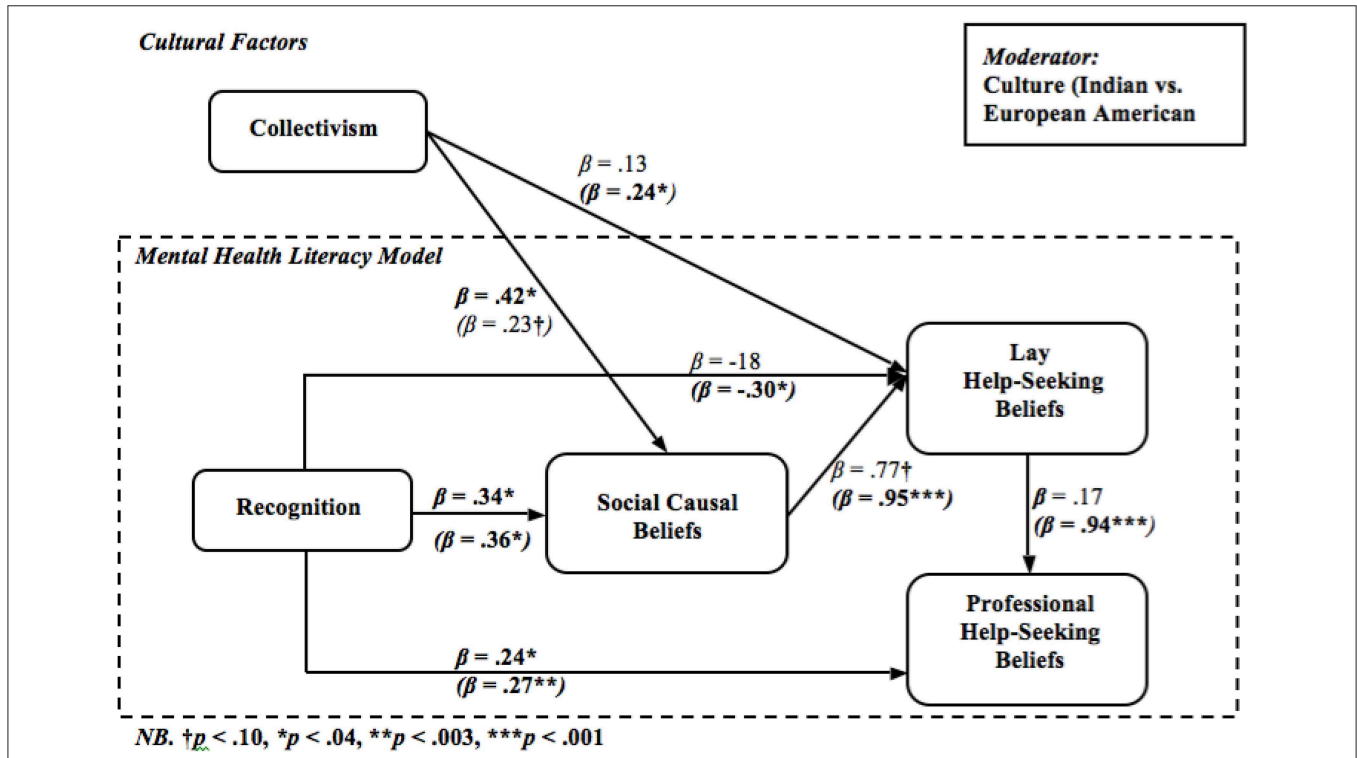 Cultural Factors
Moderator:
Culture (Indian vs.
European American
Collectivism
β = .13
(β = .24*)
Mental Health Literacy Model
β = .42*
(β = .23†)
β = -18
(β = -.30*)
Lay
Help-Seeking
Beliefs
Recognition
β = .34*
(β = .36*)
Social Causal
Beliefs
β = .77†
(β = .95***)
β = .17
(β = .94***)
Professional
Help-Seeking
Beliefs
β = .24*
(β = .27**)
NB. †p < .10, *p < .04, **p < .003, ***p < .001